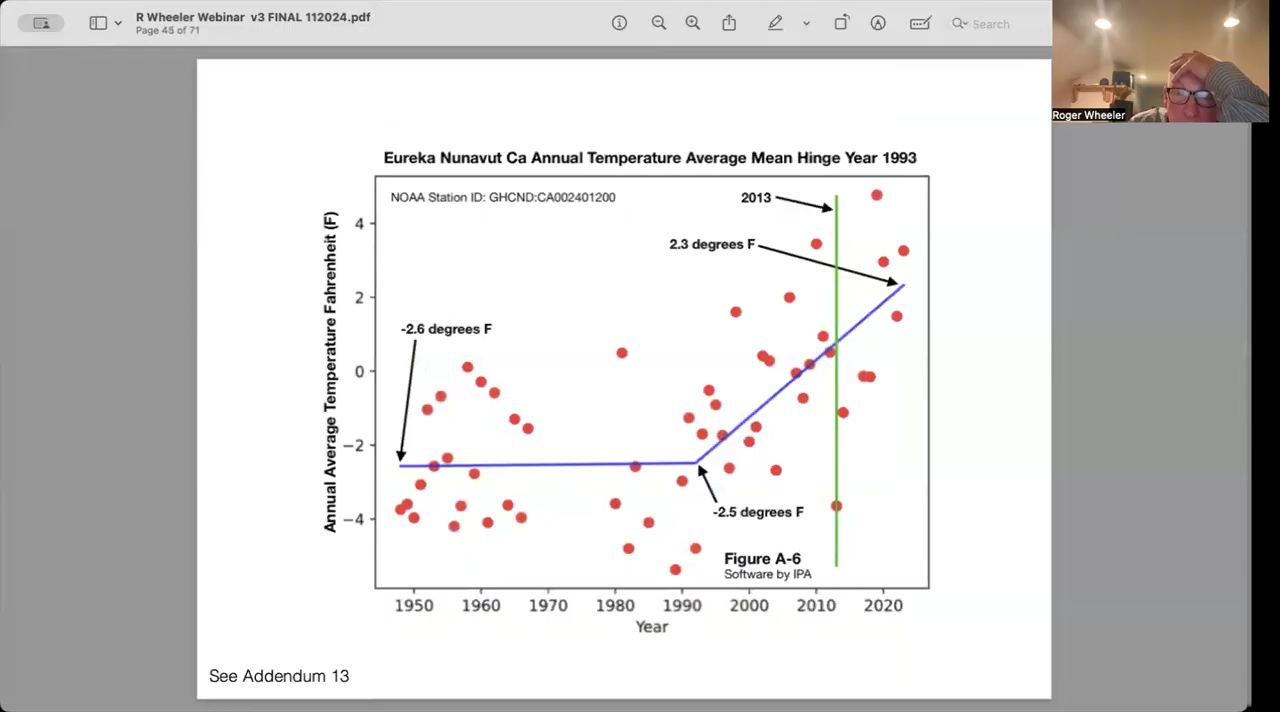 R Wheeler Webinar v3 FINAL 112024.pdf
Page 45 of 71
Search
Roger Wheeler
Eureka Nunavut Ca Annual Temperature Average Mean Hinge Year 1993
NOAA Station ID: GHCND:CA002401200
2013
2.3 degrees F
-2.6 degrees F
-2.5 degrees F
Figure A-6
Software by IPA
Annual Average Temperature Fahrenheit (F)
4
2
0
−2
−4
1950 1960 1970 1980 1990 2000 2010 2020
Year
See Addendum 13